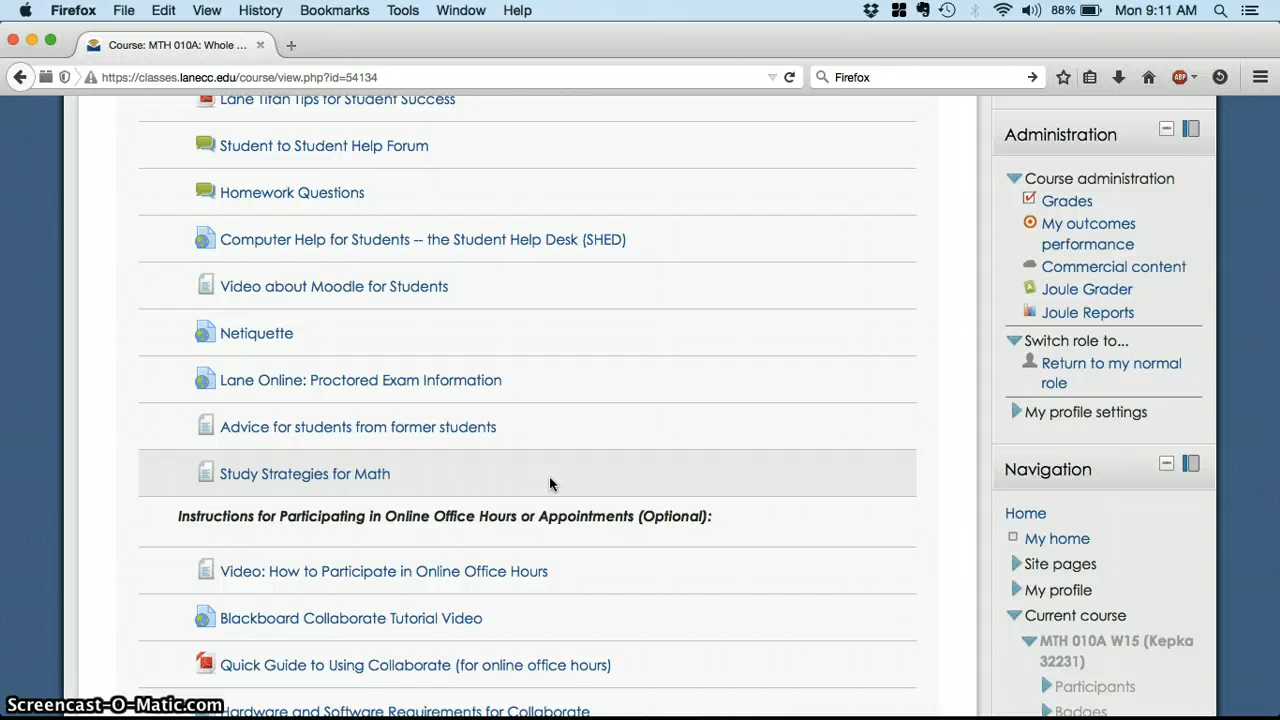 Firefox File Edit View History Bookmarks Tools Window Help 88% Mon 9:11 AM
Course: MTH 010A: Whole ...
https://classes.lanecc.edu/course/view.php?id=54134 Firefox ABP
Lane Titan Tips for Student Success
Student to Student Help Forum
Homework Questions
Computer Help for Students -- the Student Help Desk (SHED)
Video about Moodle for Students
Netiquette
Lane Online: Proctored Exam Information
Advice for students from former students
Study Strategies for Math
Instructions for Participating in Online Office Hours or Appointments (Optional):
Video: How to Participate in Online Office Hours
Blackboard Collaborate Tutorial Video
Quick Guide to Using Collaborate (for online office hours)
Hardware and Software Requirements for Collaborate
Administration
Course administration
Grades
My outcomes
performance
Commercial content
Joule Grader
Joule Reports
Switch role to...
Return to my normal
role
My profile settings
Navigation
Home
My home
Site pages
My profile
Current course
MTH 010A W15 (Kepka
32231)
Participants
Badges
Screencast-O-Matic.com